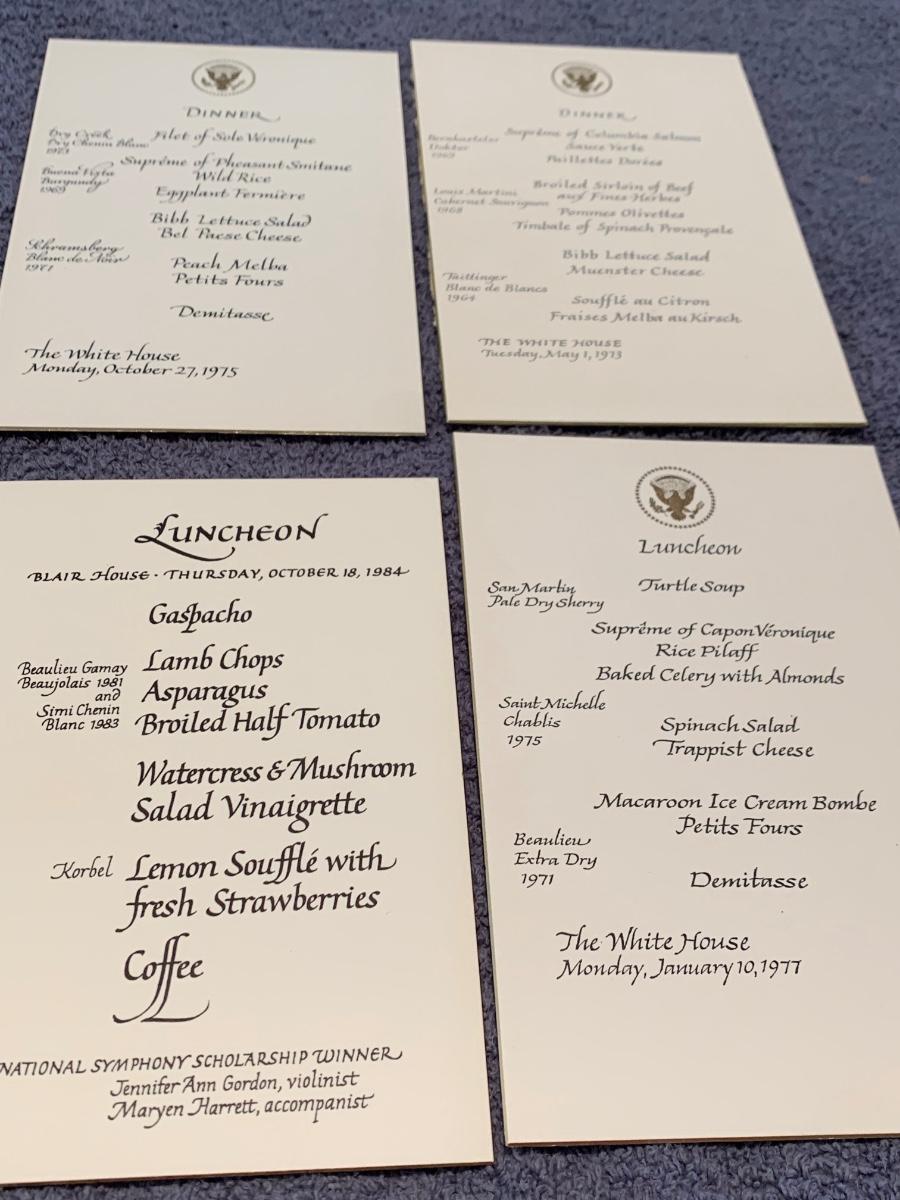 DINNER
Dry Creek
Dry Chenin Blanc
1973
Filet of Sole Véronique
Buena Vista
Burgundy
1969
Suprême of Pheasant Smitane
Wild Rice
Eggplant Fermière
Bibb Lettuce Salad
Bel Paese Cheese
Schramsberg
Blanc de Noir
1971
Peach Melba
Petits Fours
Demitasse
The White House
Monday, October 27, 1975
DINNER
Bernkasteler
Doktor
1969
Suprême of Columbia Salmon
Sauce Verte
Paillettes Dorées
Louis Martini
Cabernet Sauvignon
1968
Broiled Sirloin of Beef
aux Fines Herbes
Pommes Olivettes
Timbale of Spinach Provençale
Bibb Lettuce Salad
Muenster Cheese
Taittinger
Blanc de Blancs
1964
Soufflé au Citron
Fraises Melba au Kirsch
THE WHITE HOUSE
Tuesday, May 1, 1973
LUNCHEON
BLAIR HOUSE · THURSDAY, OCTOBER 18, 1984
Gaspacho
Beaulieu Gamay
Beaujolais 1981
and
Simi Chenin
Blanc 1983
Lamb Chops
Asparagus
Broiled Half Tomato
Watercress & Mushroom
Salad Vinaigrette
Korbel
Lemon Soufflé with
fresh Strawberries
Coffee
NATIONAL SYMPHONY SCHOLARSHIP WINNER
Jennifer Ann Gordon, violinist
Maryen Harrett, accompanist
Luncheon
San Martin
Pale Dry Sherry
Turtle Soup
Suprême of Capon Véronique
Rice Pilaff
Baked Celery with Almonds
Saint Michelle
Chablis
1975
Spinach Salad
Trappist Cheese
Macaroon Ice Cream Bombe
Petits Fours
Beaulieu
Extra Dry
1971
Demitasse
The White House
Monday, January 10, 1977